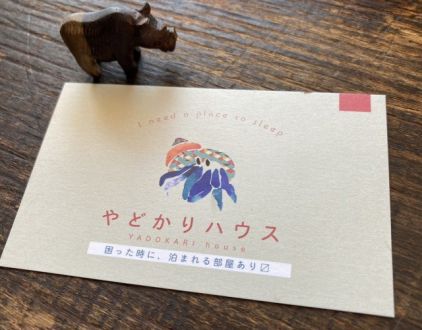 I need a place to sleep
やどかりハウス
YADOKARI house
困った時に、泊まれる部屋あり〼